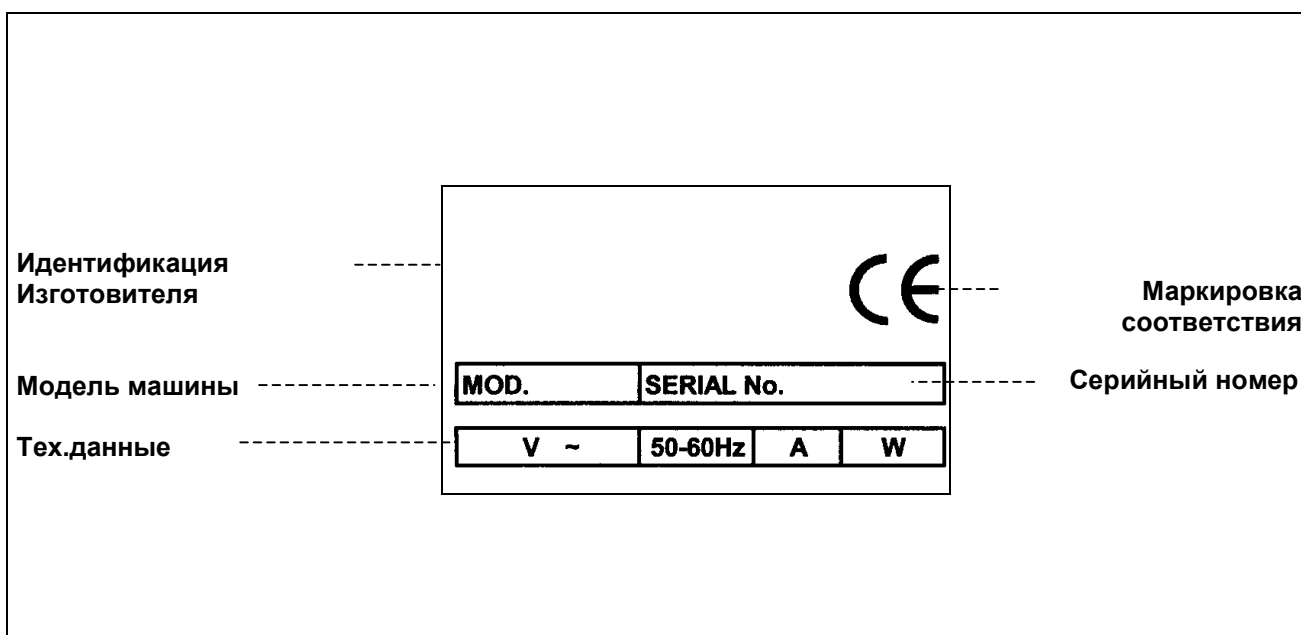 Идентификация
Изготовителя
CE
Маркировка
соответствия
Модель машины
MOD.
SERIAL No.
Серийный номер
Тех.данные
V ~
50-60Hz
A
W